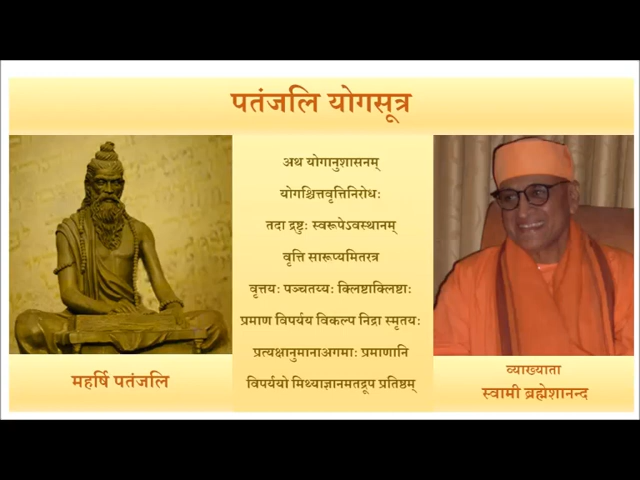 पतंजलि योगसूत्र
अथ योगानुशासनम्
योगश्चित्तवृत्तिनिरोधः
तदा द्रष्टुः स्वरूपेऽवस्थानम्
वृत्ति सारूप्यमितरत्र
वृत्तयः पञ्चतय्यः क्लिष्टाक्लिष्टाः
प्रमाण विपर्यय विकल्प निद्रा स्मृतयः
प्रत्यक्षानुमानाअगमाः प्रमाणानि
विपर्ययो मिथ्याज्ञानमतद्रूप प्रतिष्ठम्
महर्षि पतंजलि
व्याख्याता
स्वामी ब्रह्मेशानन्द